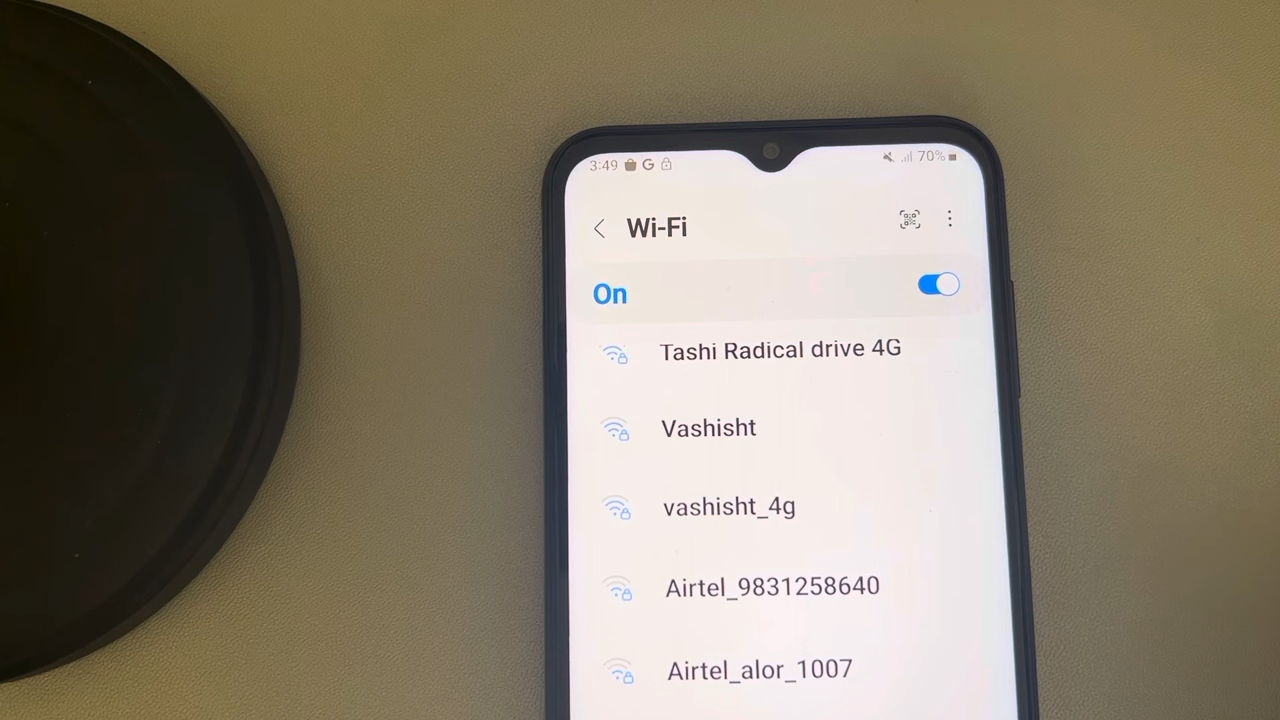 3:49 G 70%
Wi-Fi
On
Tashi Radical drive 4G
Vashisht
vashisht_4g
Airtel_9831258640
Airtel_alor_1007